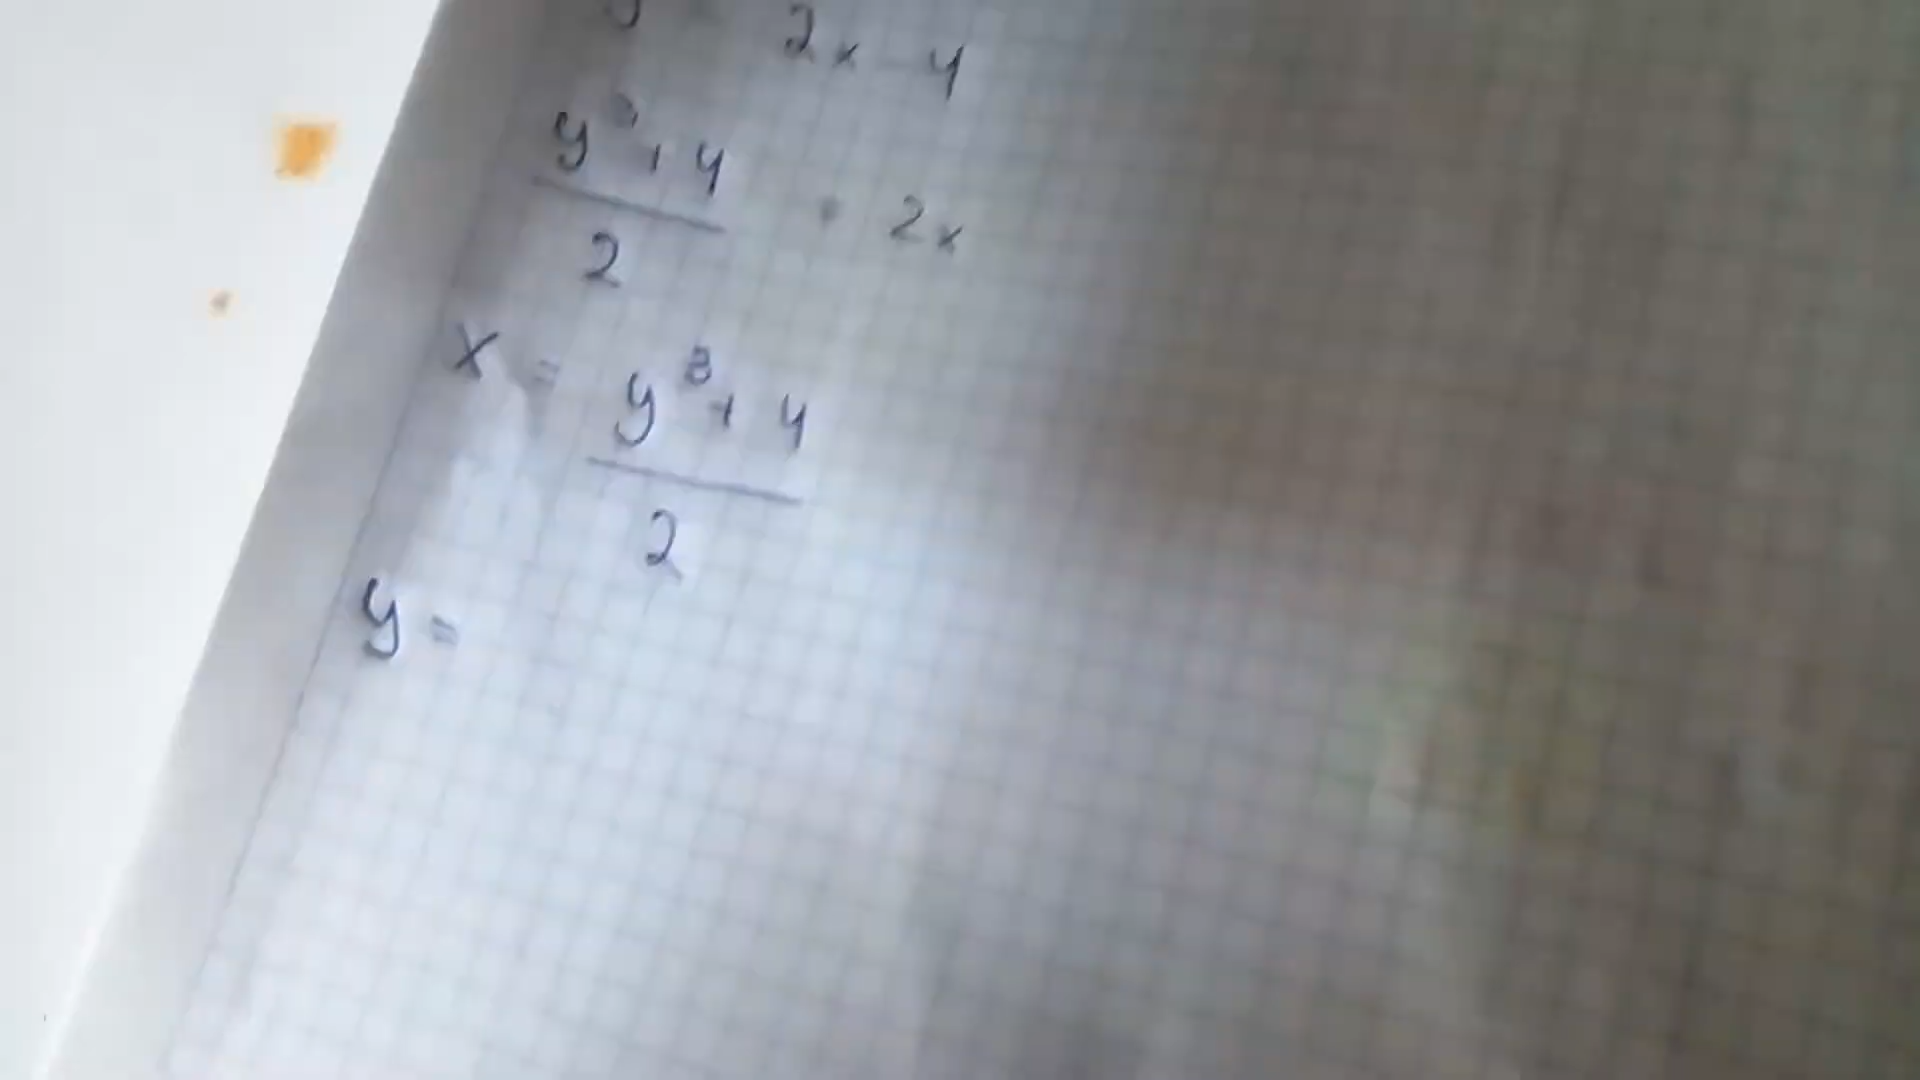 y = 2x - 4
y³ + 4 / 2 = 2x
x = y³ + 4 / 2
y =